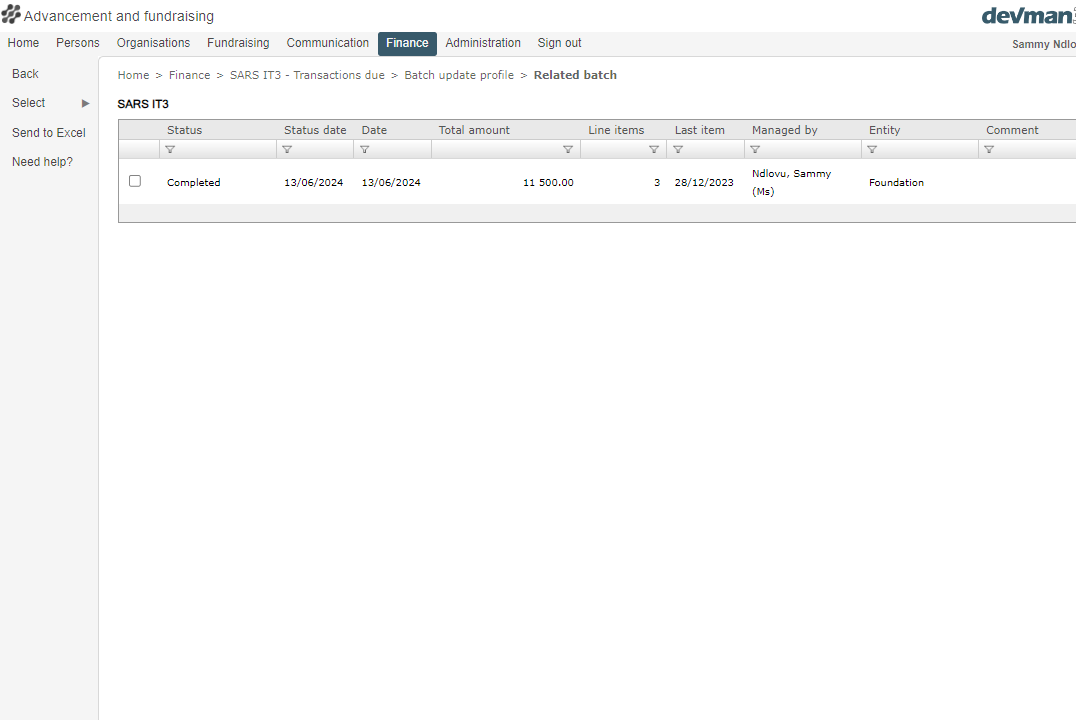 Advancement and fundraising
devman
Home Persons Organisations Fundraising Communication Finance Administration Sign out
Sammy Ndlo
Back
Select
Send to Excel
Need help?
Home > Finance > SARS IT3 - Transactions due > Batch update profile > Related batch
SARS IT3
Status Status date Date Total amount Line items Last item Managed by Entity Comment
Completed 13/06/2024 13/06/2024 11 500.00 3 28/12/2023 Ndlovu, Sammy (Ms) Foundation